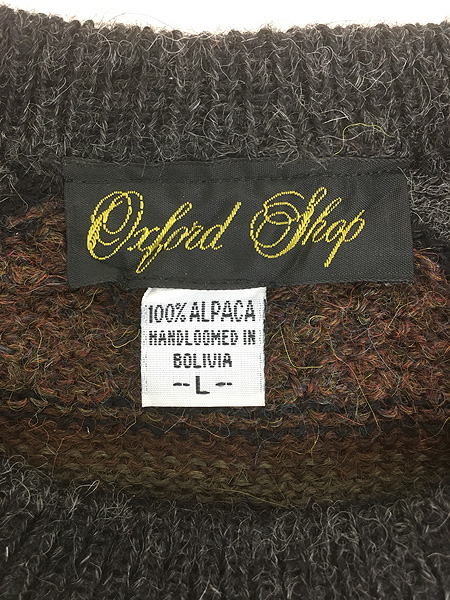 Oxford Shop
100% ALPACA
HANDLOOMED IN
BOLIVIA
--L--